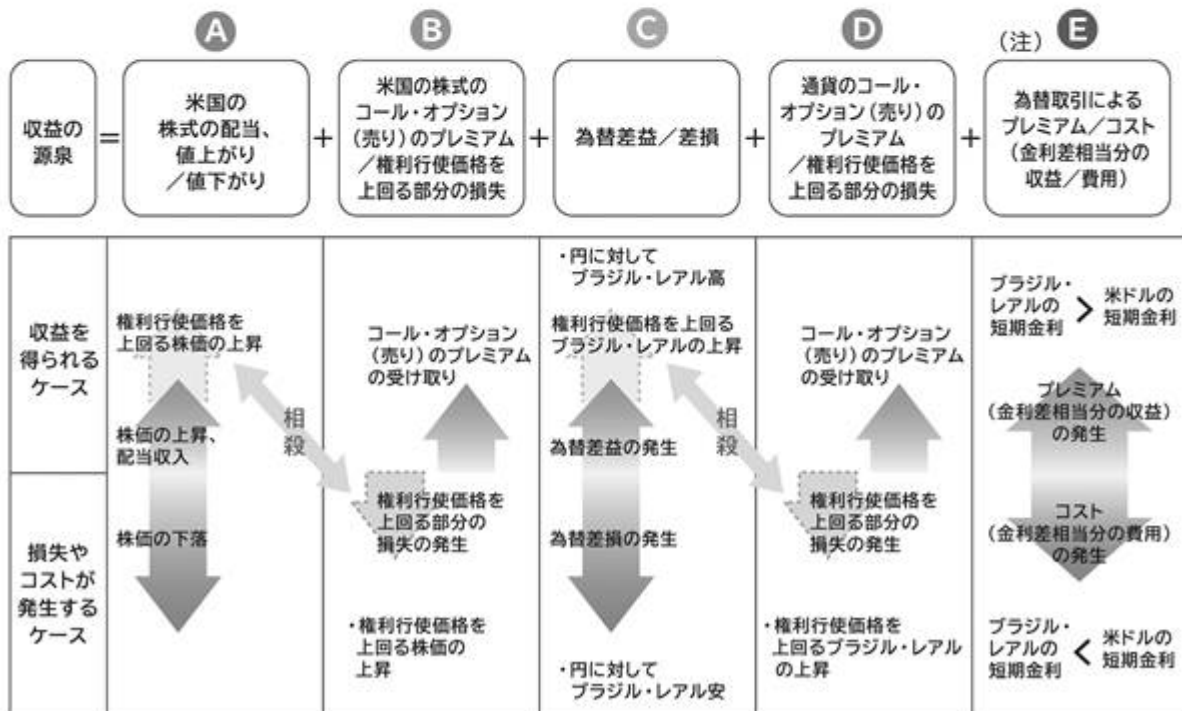 A
B
C
D
(注) E
収益の
源泉
=
米国の
株式の配当、
値上がり
/値下がり
+
米国の株式の
コール・オプション
(売り)のプレミアム
/権利行使価格を
上回る部分の損失
+
為替差益/差損
+
通貨のコール・
オプション(売り)の
プレミアム
/権利行使価格を
上回る部分の損失
+
為替取引による
プレミアム/コスト
(金利差相当分の
収益/費用)
収益を
得られる
ケース
権利行使価格を
上回る株価の上昇
株価の上昇、
配当収入
相殺
コール・オプション
(売り)のプレミアム
の受け取り
・円に対して
ブラジル・レアル高
権利行使価格を上回る
ブラジル・レアルの上昇
為替差益の発生
相殺
コール・オプション
(売り)のプレミアム
の受け取り
ブラジル・
レアルの
短期金利
>
米ドルの
短期金利
プレミアム
(金利差相当分の収益)
の発生
損失や
コストが
発生する
ケース
株価の下落
権利行使価格を
上回る部分の
損失の発生
・権利行使価格を
上回る株価の
上昇
為替差損の発生
・円に対して
ブラジル・レアル安
権利行使価格を
上回る部分の
損失の発生
・権利行使価格を
上回るブラジル・レアル
の上昇
コスト
(金利差相当分の費用)
の発生
ブラジル・
レアルの
短期金利
<
米ドルの
短期金利